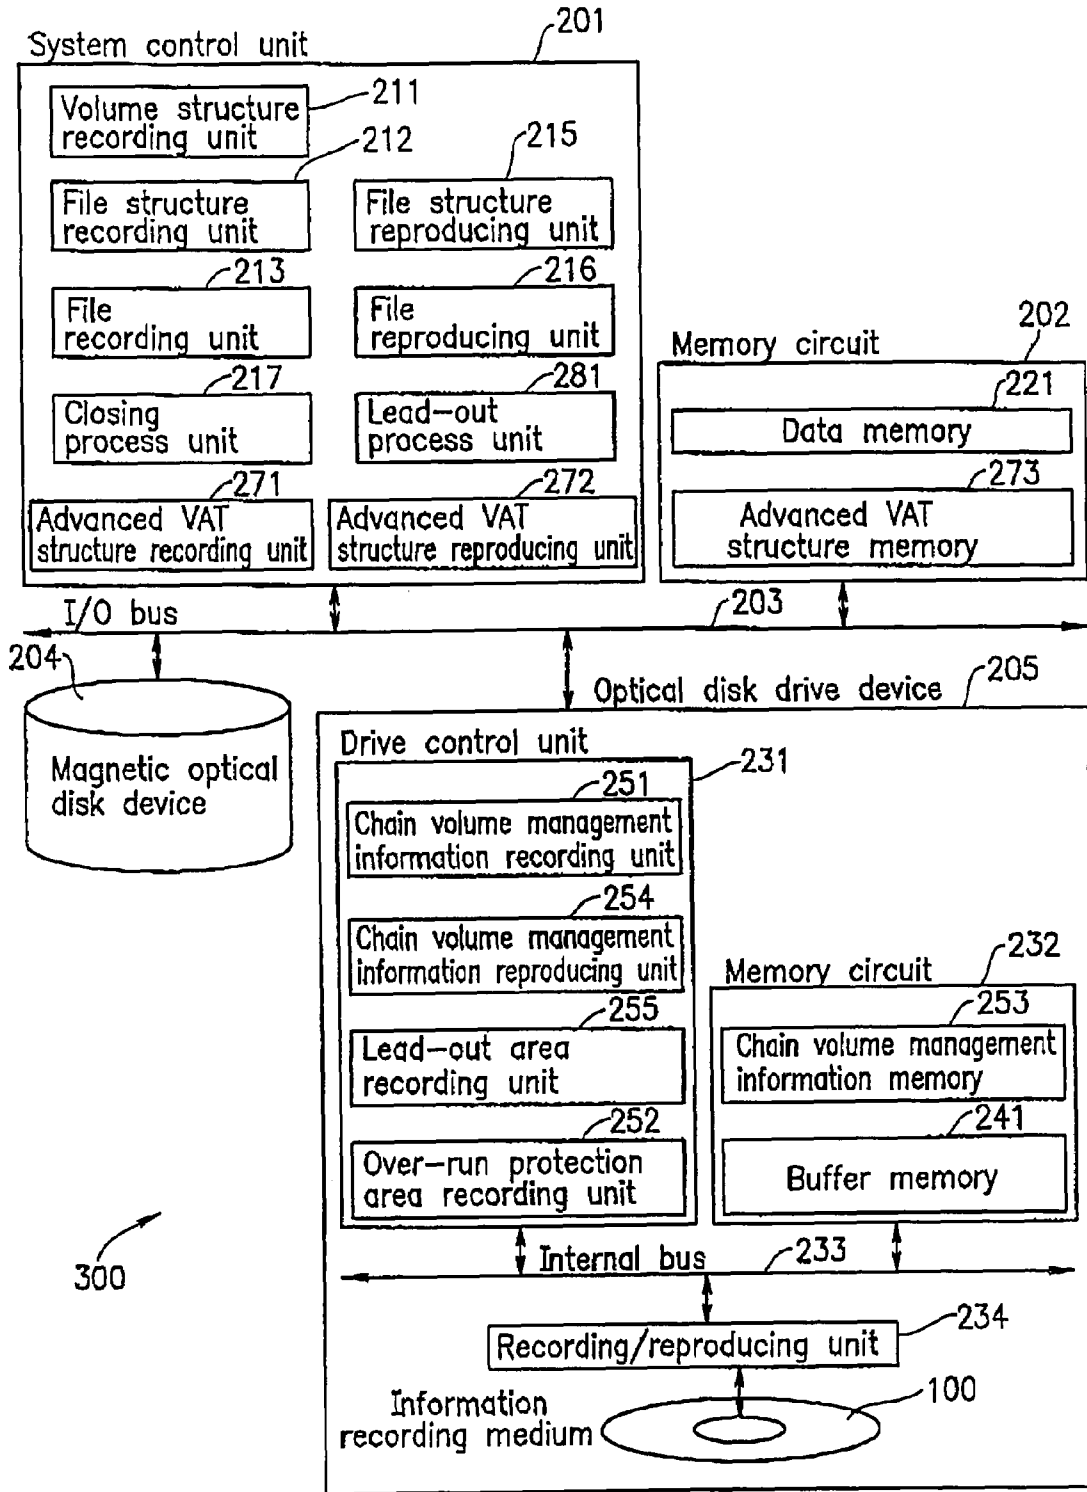 System control unit
201
Volume structure
recording unit
211
File structure
recording unit
212
File structure
reproducing unit
215
File
recording unit
213
File
reproducing unit
216
Closing
process unit
217
Lead-out
process unit
281
Advanced VAT
structure recording unit
271
Advanced VAT
structure reproducing unit
272
Memory circuit
202
Data memory
221
Advanced VAT
structure memory
273
I/O bus
203
204
Magnetic optical
disk device
Optical disk drive device
205
Drive control unit
231
Chain volume management
information recording unit
251
Chain volume management
information reproducing unit
254
Lead-out area
recording unit
255
Over-run protection
area recording unit
252
Memory circuit
232
Chain volume management
information memory
253
Buffer memory
241
300
Internal bus
233
Recording/reproducing unit
234
Information
recording medium
100